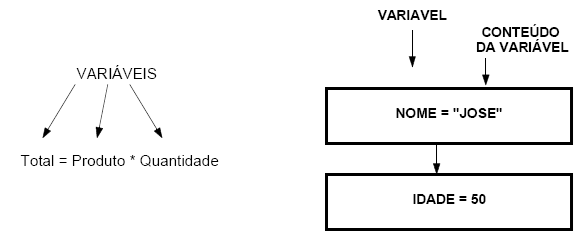 VARIÁVEIS
Total = Produto * Quantidade
VARIAVEL
CONTEÚDO
DA VARIÁVEL
NOME = "JOSE"
IDADE = 50